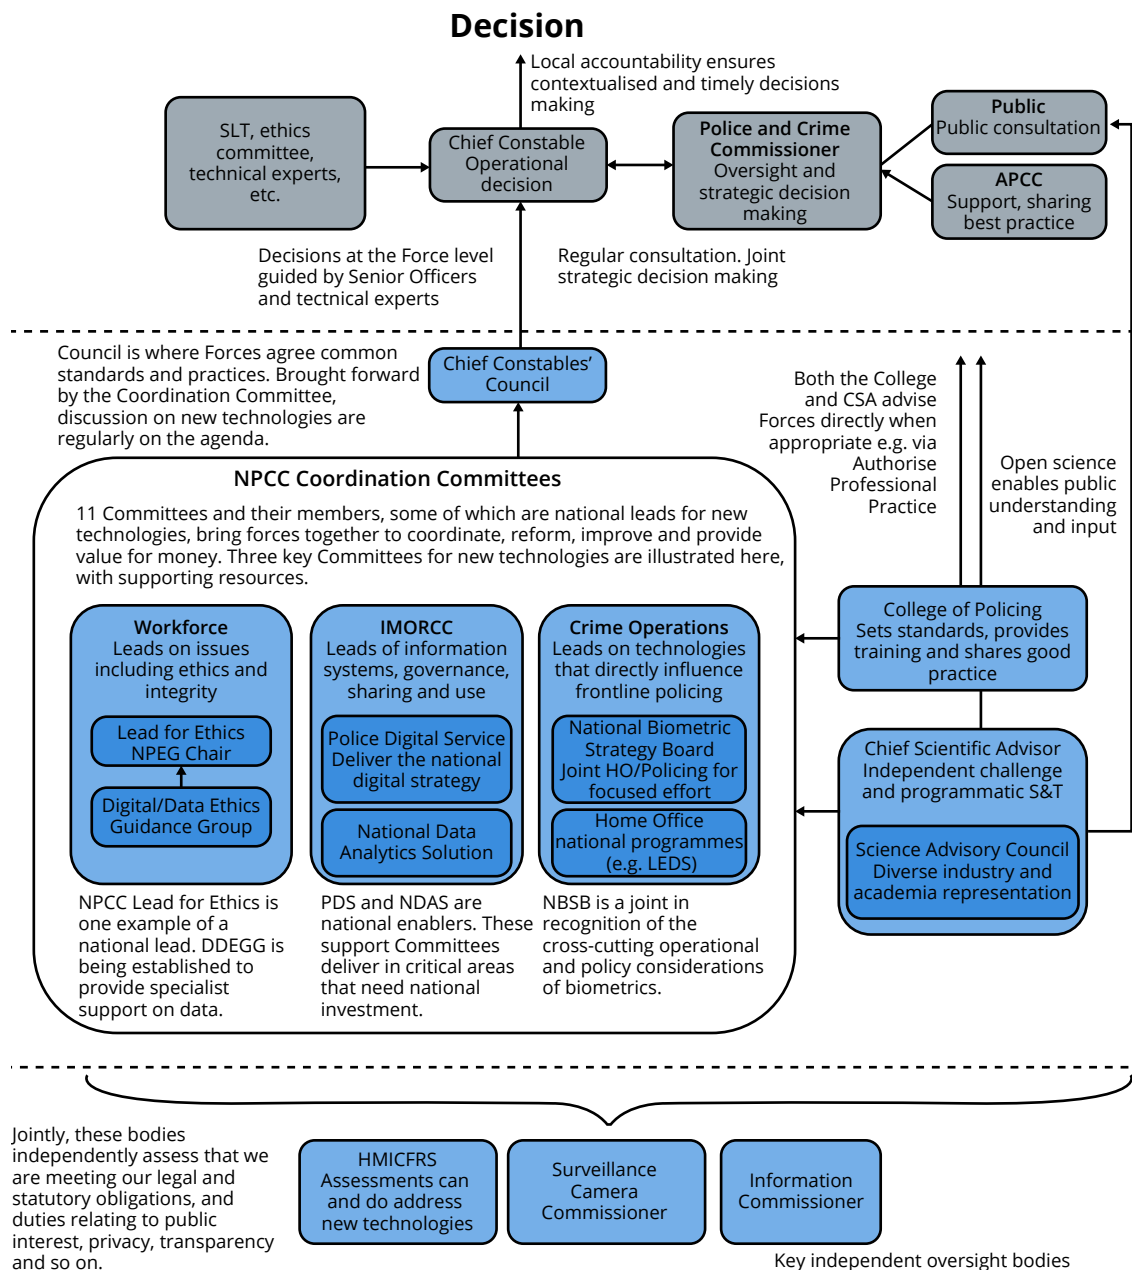 Decision
Local accountability ensures
contextualised and timely decisions
making
SLT, ethics
committee,
technical experts,
etc.
Chief Constable
Operational
decision
Police and Crime
Commissioner
Oversight and
strategic decision
making
Public
Public consultation
APCC
Support, sharing
best practice
Decisions at the Force level
guided by Senior Officers
and tectnical experts
Regular consultation. Joint
strategic decision making
Council is where Forces agree common
standards and practices. Brought forward
by the Coordination Committee,
discussion on new technologies are
regularly on the agenda.
Chief Constables’
Council
Both the College
and CSA advise
Forces directly when
appropriate e.g. via
Authorise
Professional
Practice
Open science
enables public
understanding
and input
NPCC Coordination Committees
11 Committees and their members, some of which are national leads for new
technologies, bring forces together to coordinate, reform, improve and provide
value for money. Three key Committees for new technologies are illustrated here,
with supporting resources.
Workforce
Leads on issues
including ethics and
integrity
Lead for Ethics
NPEG Chair
Digital/Data Ethics
Guidance Group
IMORCC
Leads of information
systems, governance,
sharing and use
Police Digital Service
Deliver the national
digital strategy
National Data
Analytics Solution
Crime Operations
Leads on technologies
that directly influence
frontline policing
National Biometric
Strategy Board
Joint HO/Policing for
focused effort
Home Office
national programmes
(e.g. LEDS)
College of Policing
Sets standards, provides
training and shares good
practice
Chief Scientific Advisor
Independent challenge
and programmatic S&T
Science Advisory Council
Diverse industry and
academia representation
NPCC Lead for Ethics is
one example of a
national lead. DDEGG is
being established to
provide specialist
support on data.
PDS and NDAS are
national enablers. These
support Committees
deliver in critical areas
that need national
investment.
NBSB is a joint in
recognition of the
cross-cutting operational
and policy considerations
of biometrics.
Jointly, these bodies
independently assess that we
are meeting our legal and
statutory obligations, and
duties relating to public
interest, privacy, transparency
and so on.
HMICFRS
Assessments can
and do address
new technologies
Surveillance
Camera
Commissioner
Information
Commissioner
Key independent oversight bodies